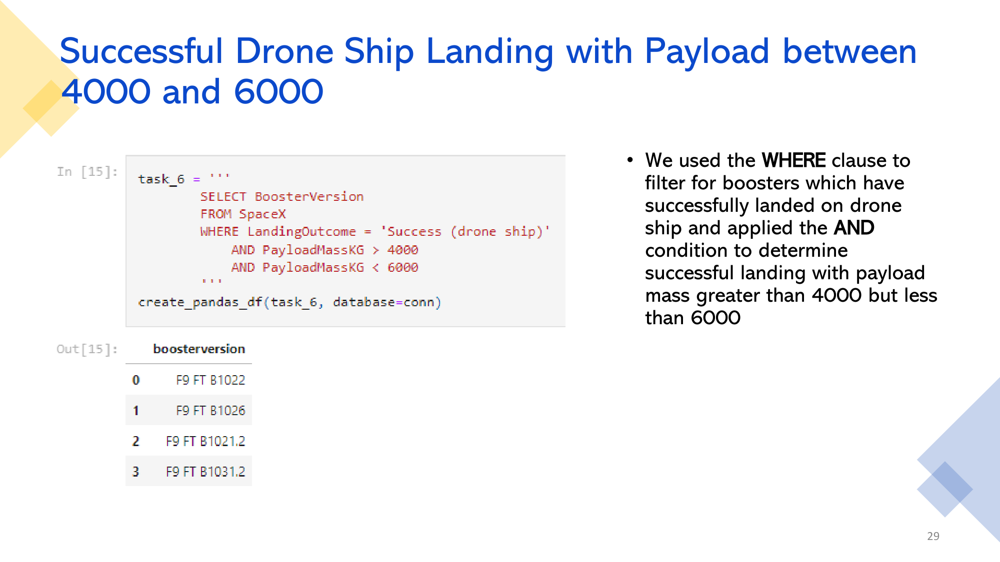 Successful Drone Ship Landing with Payload between
4000 and 6000
In [15]:
task_6 = '''
SELECT BoosterVersion
FROM SpaceX
WHERE LandingOutcome = 'Success (drone ship)'
AND PayloadMassKG > 4000
AND PayloadMassKG < 6000
'''
create_pandas_df(task_6, database=conn)
Out[15]:
boosterversion
0 F9 FT B1022
1 F9 FT B1026
2 F9 FT B1021.2
3 F9 FT B1031.2
• We used the WHERE clause to
filter for boosters which have
successfully landed on drone
ship and applied the AND
condition to determine
successful landing with payload
mass greater than 4000 but less
than 6000
29